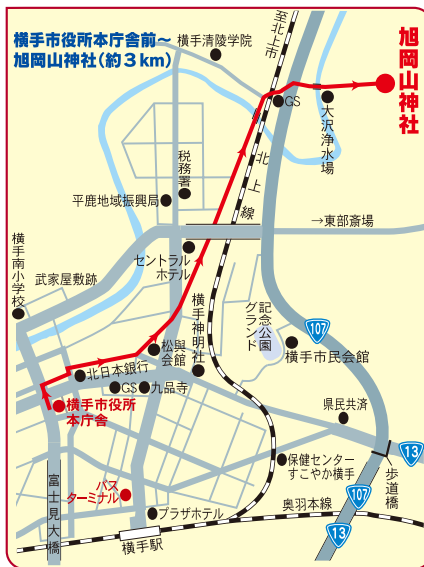 横手市役所本庁舎前～
旭岡山神社(約3km)
至北上市
横手清陵学院
旭岡山神社
GS
大沢浄水場
北上線
税務署
平鹿地域振興局
→東部斎場
横手南小学校
武家屋敷跡
セントラル
ホテル
横手神明社
記念公園
グランド
107
松與
会館
横手市民会館
北日本銀行
GS
九品寺
横手市役所
本庁舎
県民共済
13
富士見大橋
バス
ターミナル
保健センター
すこやか横手
歩道橋
107
プラザホテル
奥羽本線
13
横手駅